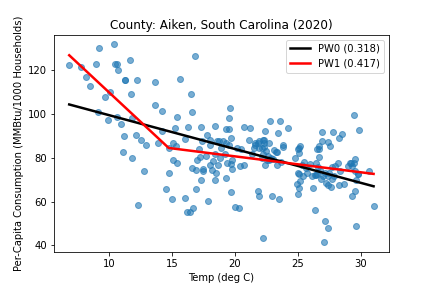 County: Aiken, South Carolina (2020)
PW0 (0.318)
PW1 (0.417)
Per-Capita Consumption (MMBtu/1000 Households)
120
100
80
60
40
10 15 20 25 30
Temp (deg C)